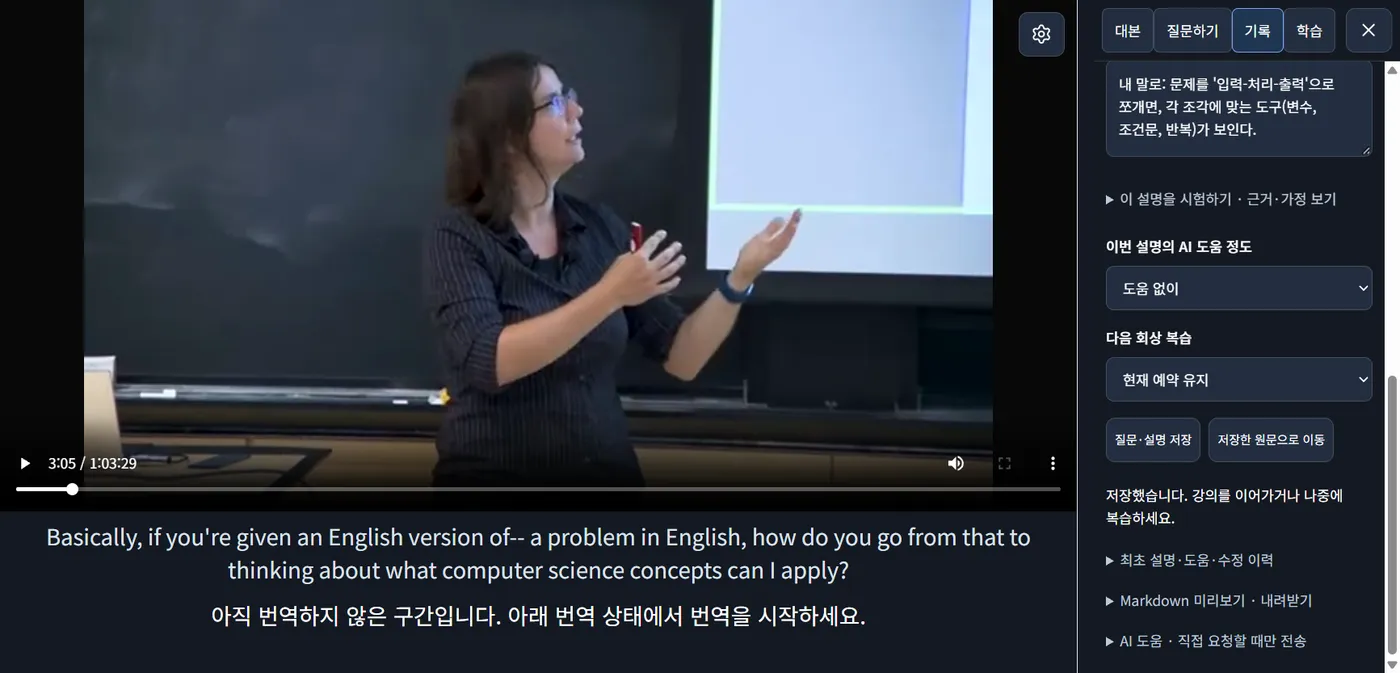 대본
질문하기
기록
학습
내 말로: 문제를 '입력-처리-출력'으로
쪼개면, 각 조각에 맞는 도구(변수,
조건문, 반복)가 보인다.
▶ 이 설명을 시험하기 · 근거·가정 보기
이번 설명의 AI 도움 정도
도움 없이
다음 회상 복습
현재 예약 유지
질문·설명 저장
저장한 원문으로 이동
저장했습니다. 강의를 이어가거나 나중에
복습하세요.
▶ 최초 설명·도움·수정 이력
▶ Markdown 미리보기 · 내려받기
▶ AI 도움 · 직접 요청할 때만 전송
3:05 / 1:03:29
Basically, if you're given an English version of-- a problem in English, how do you go from that to
thinking about what computer science concepts can I apply?
아직 번역하지 않은 구간입니다. 아래 번역 상태에서 번역을 시작하세요.